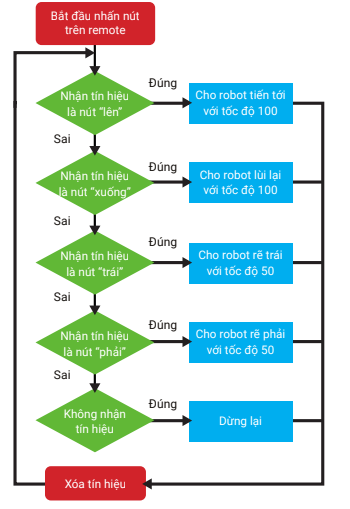 Bắt đầu nhấn nút
trên remote
Nhận tín hiệu
là nút "lên"
Đúng
Cho robot tiến tới
với tốc độ 100
Sai
Nhận tín hiệu
là nút "xuống"
Đúng
Cho robot lùi lại
với tốc độ 100
Sai
Nhận tín hiệu
là nút "trái"
Đúng
Cho robot rẽ trái
với tốc độ 50
Sai
Nhận tín hiệu
là nút "phải"
Đúng
Cho robot rẽ phải
với tốc độ 50
Sai
Không nhận
tín hiệu
Đúng
Dừng lại
Xóa tín hiệu